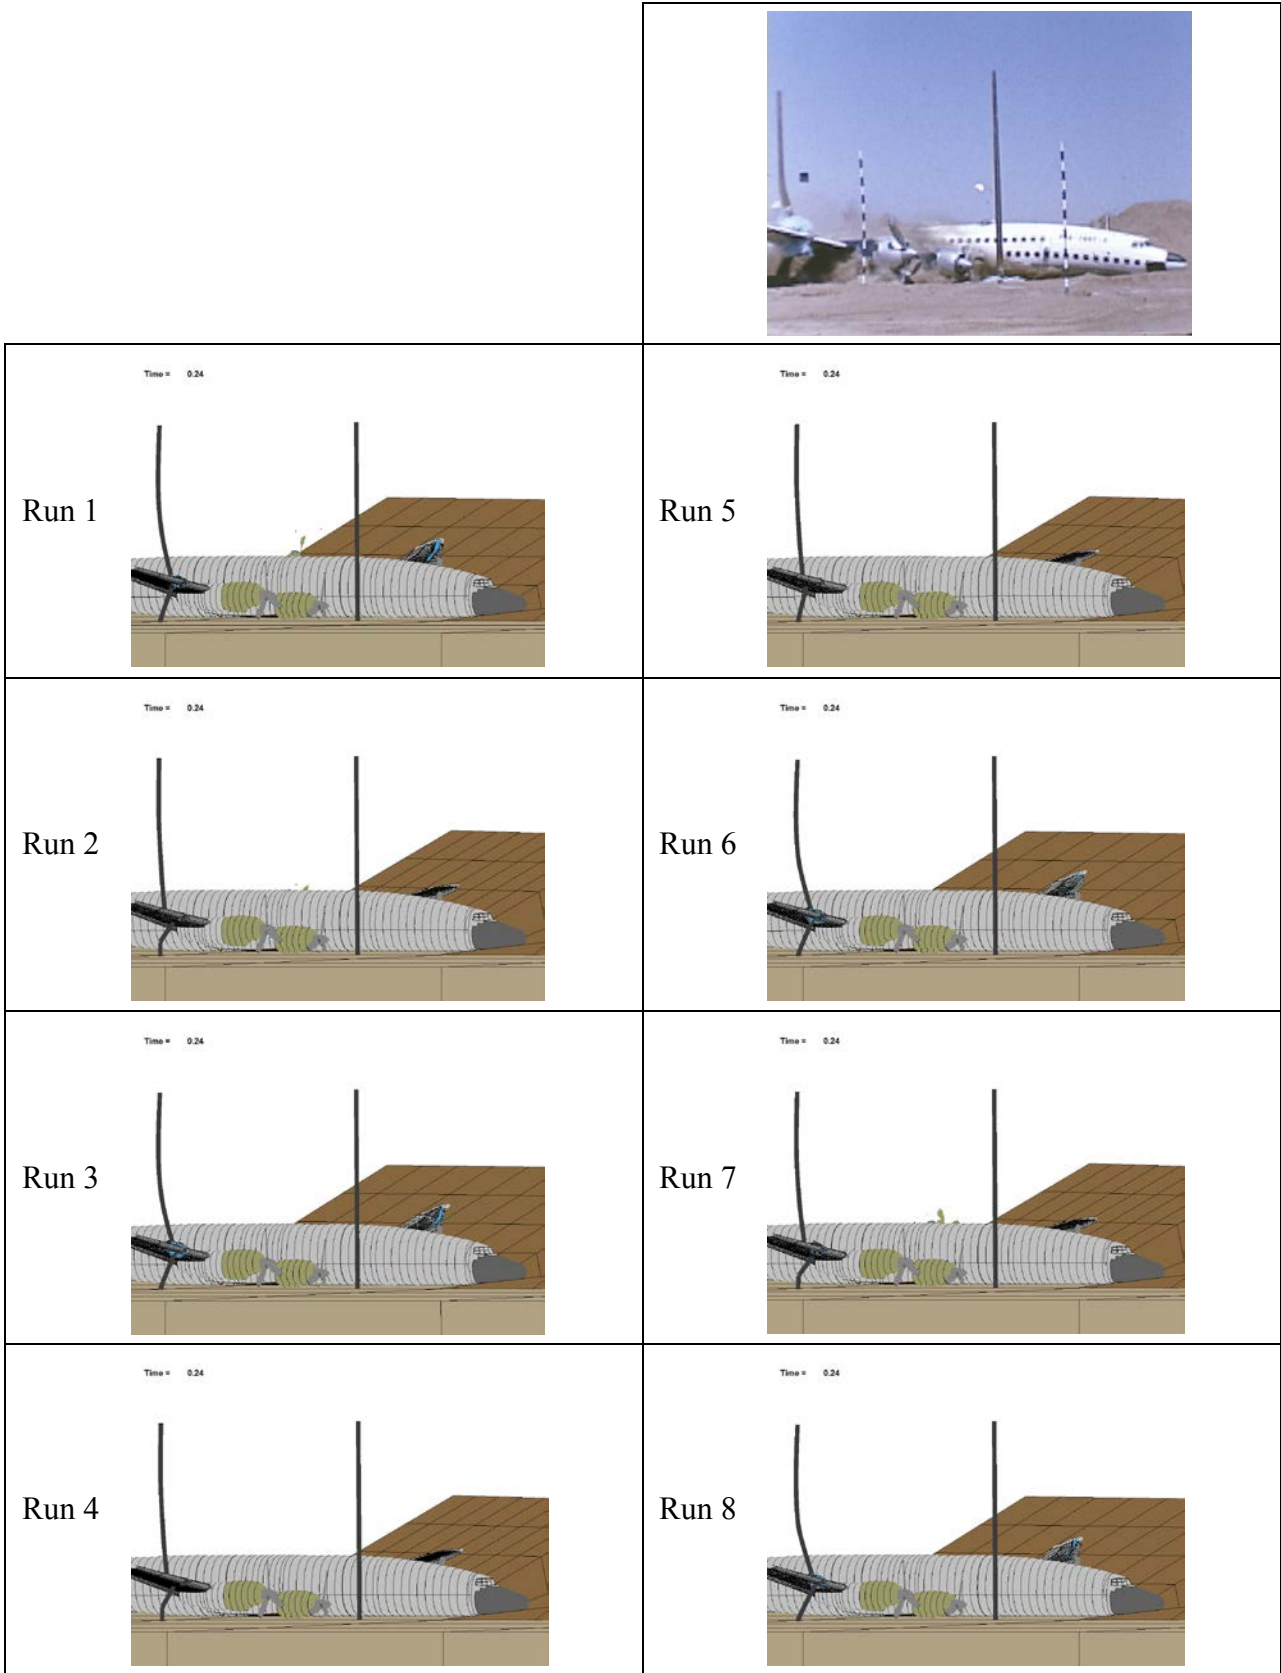 Time = 0.24
Run 1
Time = 0.24
Run 5
Time = 0.24
Run 2
Time = 0.24
Run 6
Time = 0.24
Run 3
Time = 0.24
Run 7
Time = 0.24
Run 4
Time = 0.24
Run 8